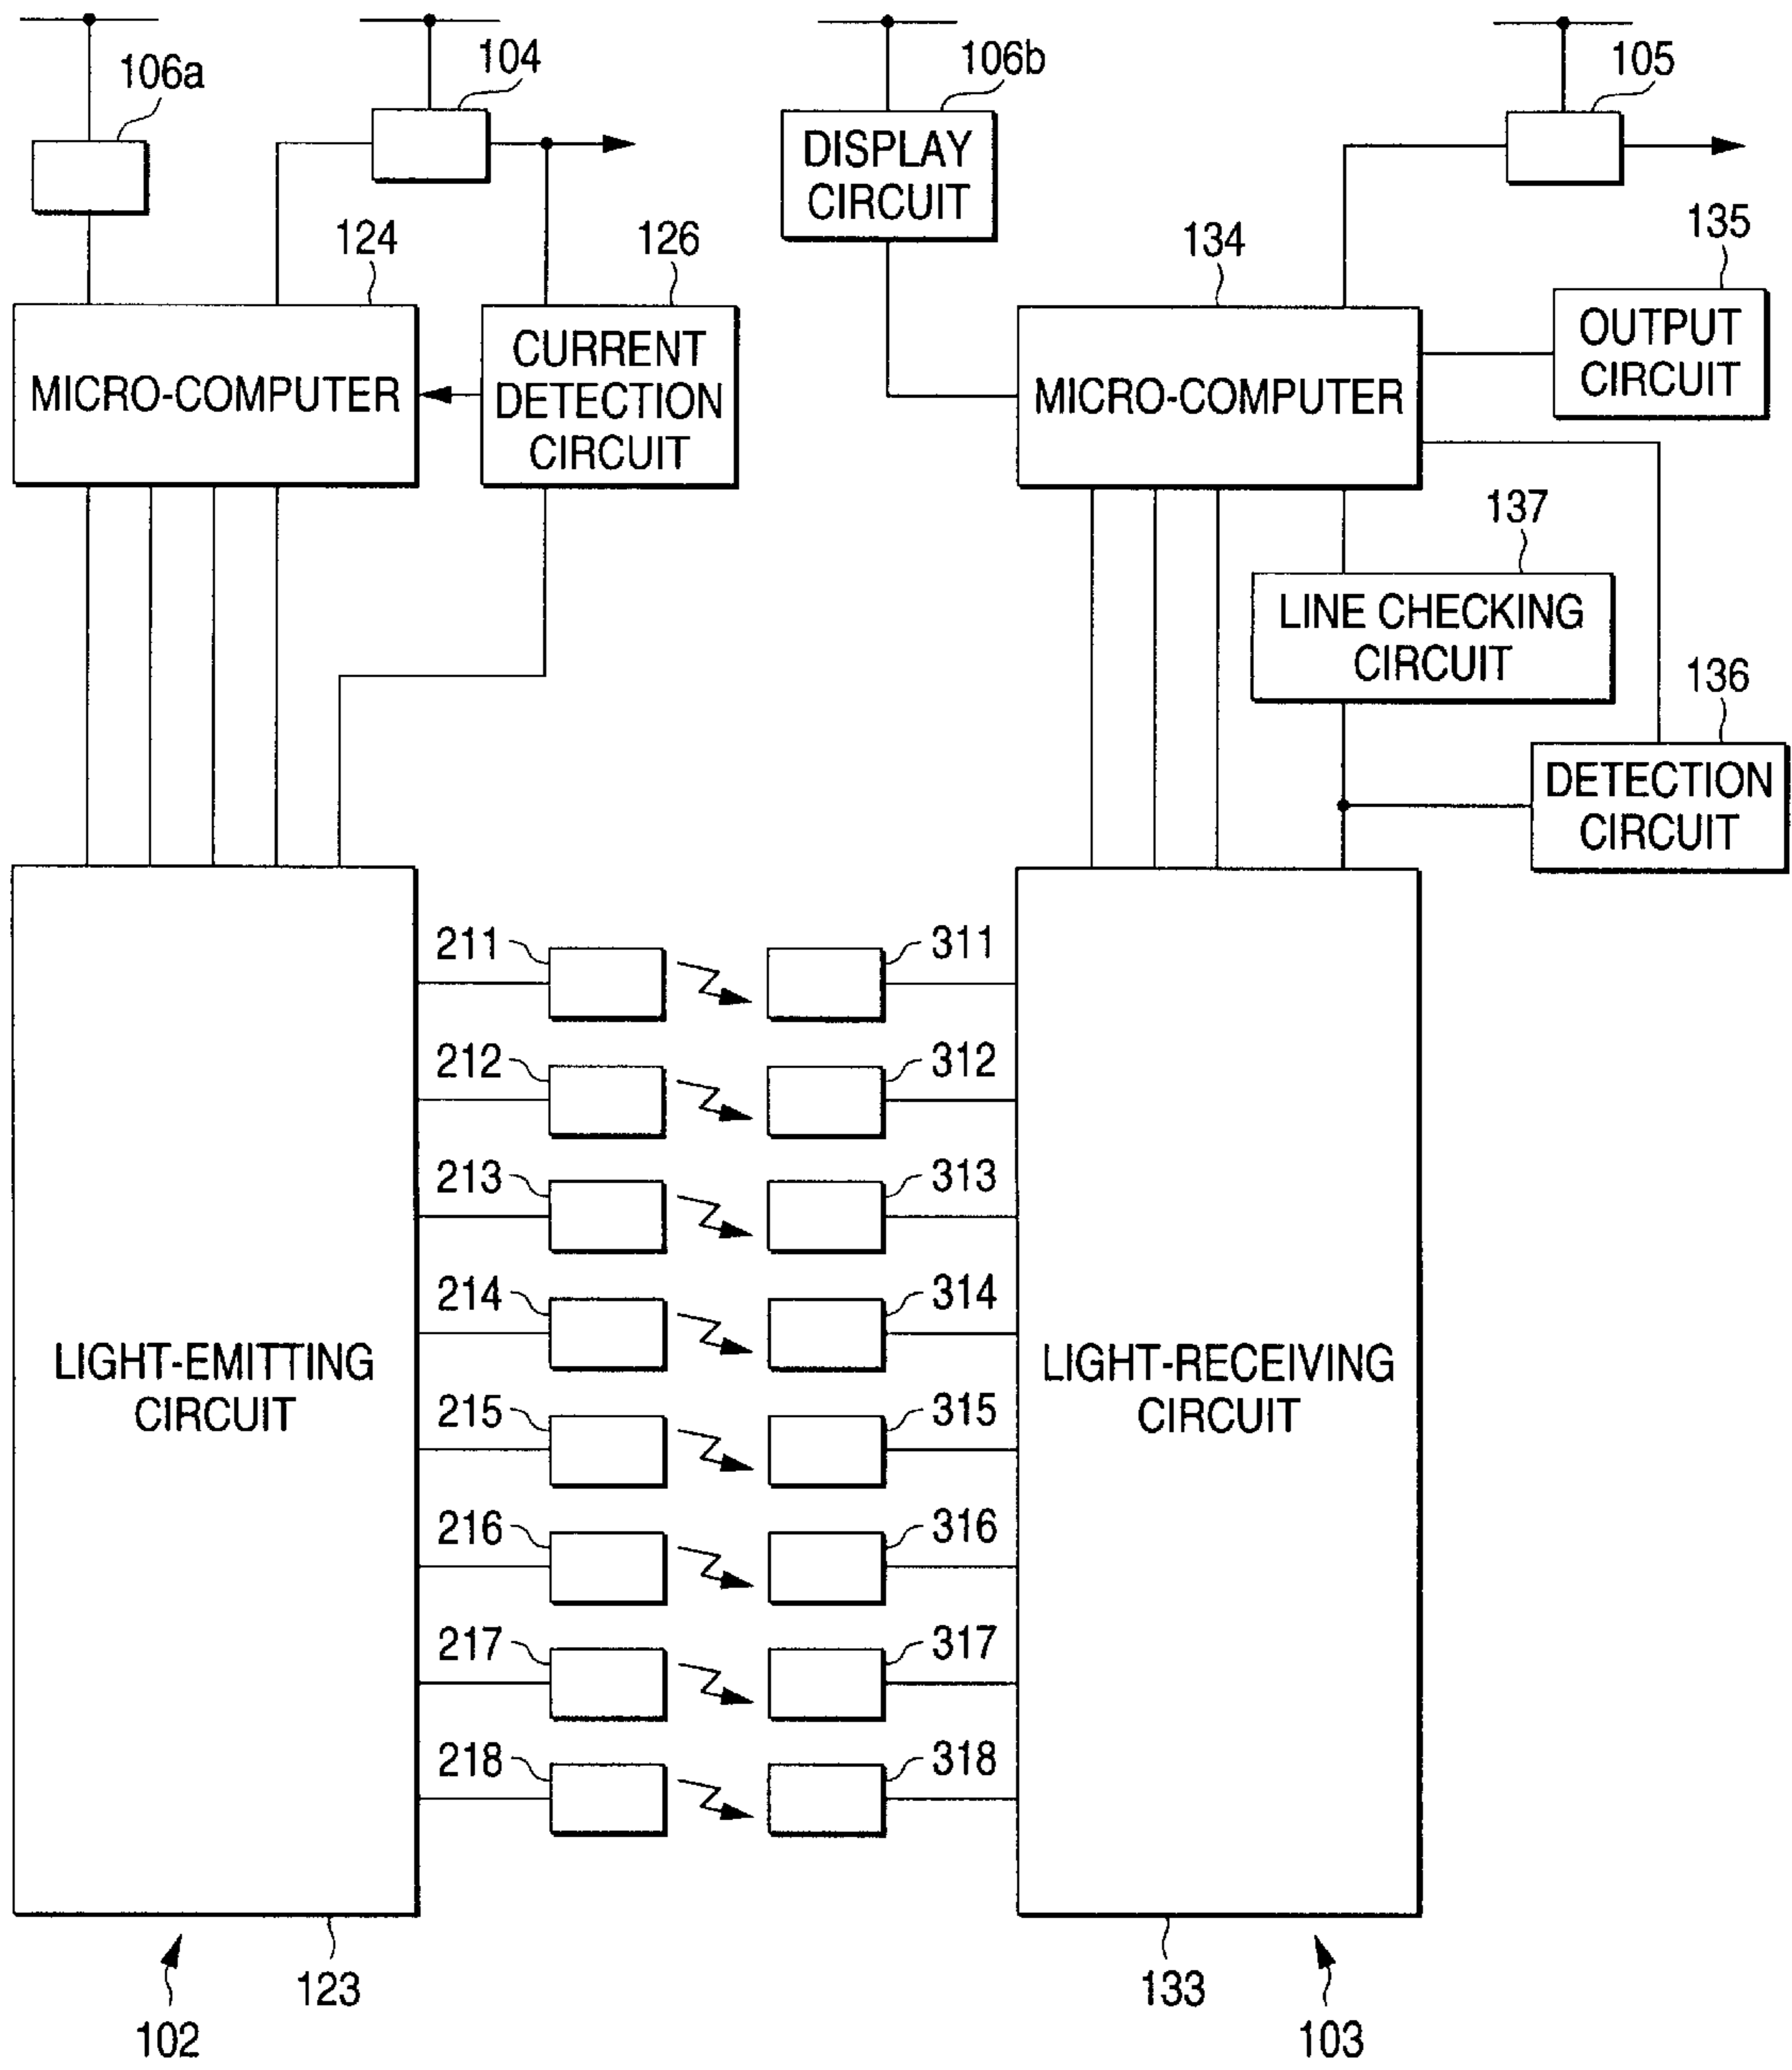 106a
104
106b
105
DISPLAY
CIRCUIT
124
126
134
135
MICRO-COMPUTER
CURRENT
DETECTION
CIRCUIT
MICRO-COMPUTER
OUTPUT
CIRCUIT
137
LINE CHECKING
CIRCUIT
136
DETECTION
CIRCUIT
211
311
212
312
213
313
214
314
LIGHT-EMITTING
CIRCUIT
LIGHT-RECEIVING
CIRCUIT
215
315
216
316
217
317
218
318
123
133
102
103